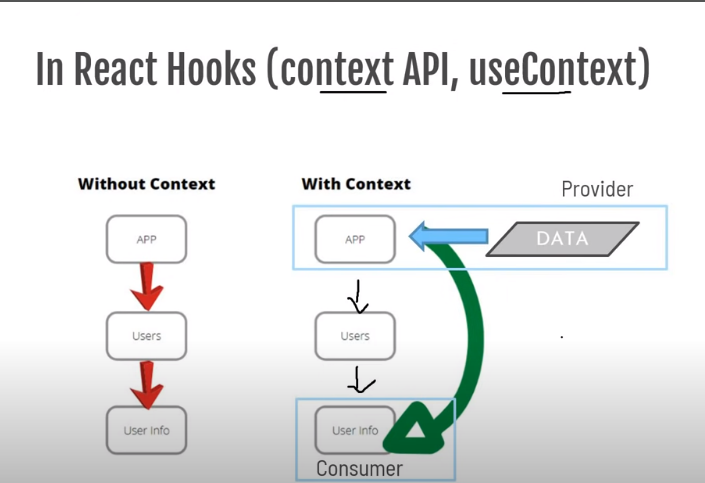 In React Hooks (context API, useContext)
Without Context
APP
Users
User Info
With Context
Provider
APP
DATA
Users
User Info
Consumer